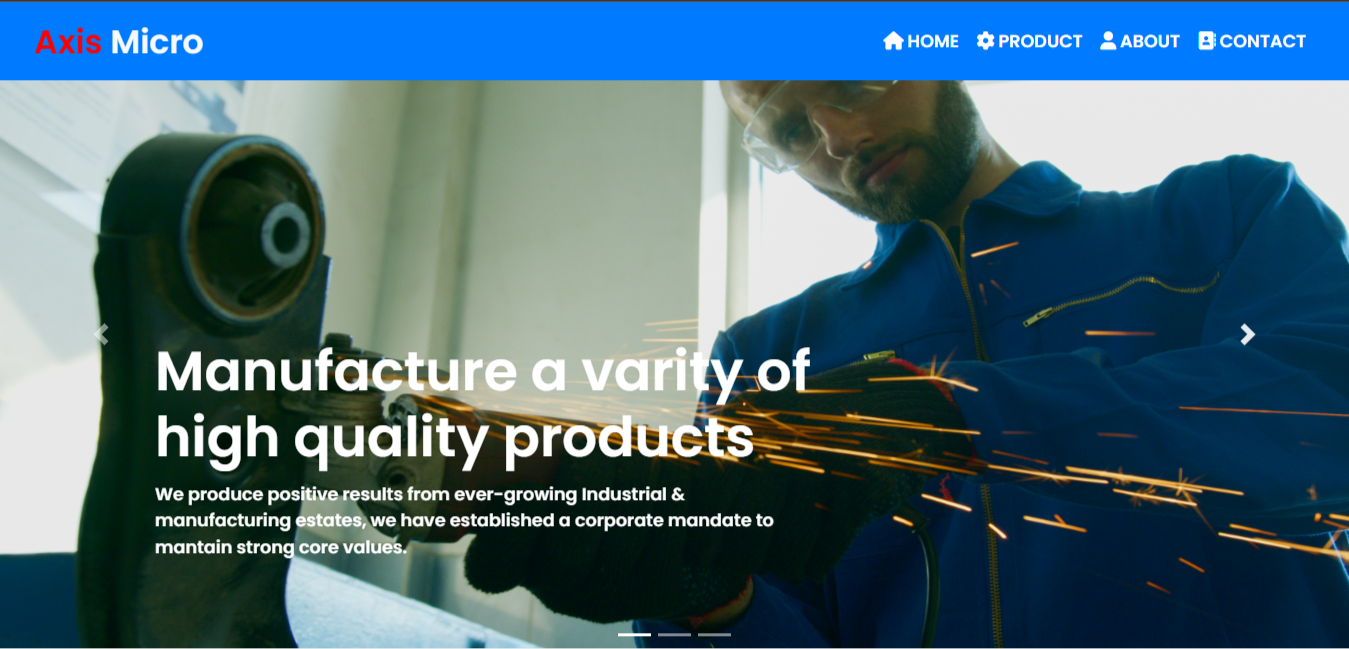 Axis Micro
HOME PRODUCT ABOUT CONTACT
Manufacture a varity of
high quality products
We produce positive results from ever-growing Industrial &
manufacturing estates, we have established a corporate mandate to
mantain strong core values.